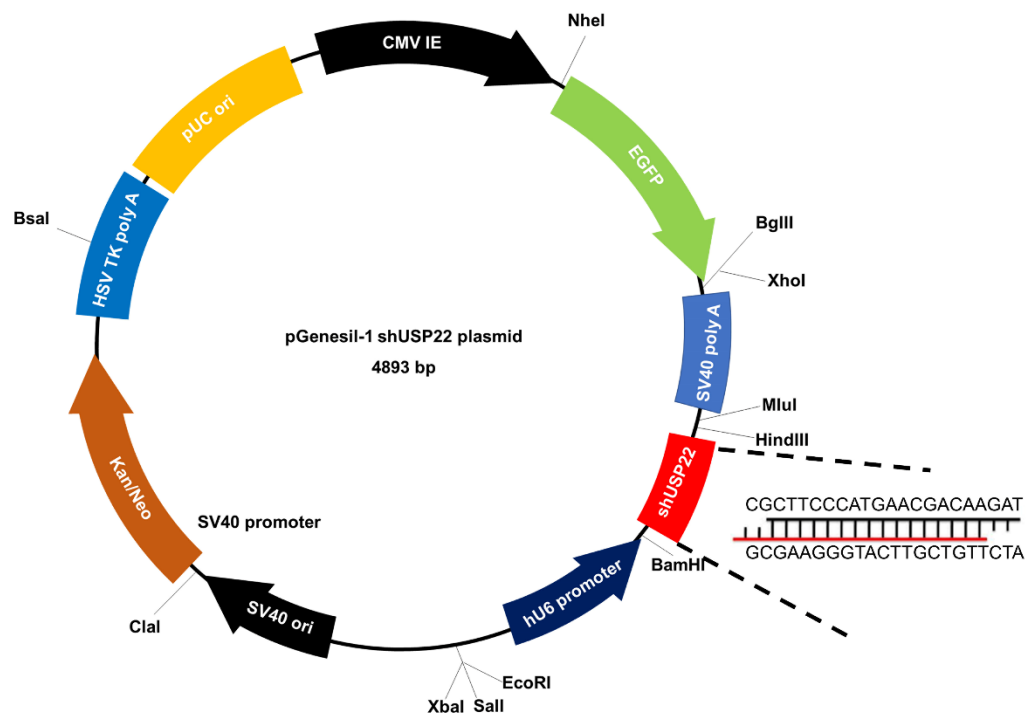 CMV IE
NheI
EGFP
BglII
XhoI
SV40 poly A
MluI
HindIII
shUSP22
CGCTTCCCATGAACGACAAGAT
GCGAAGGGTACTTGCTGTTCTA
BamHI
hU6 promoter
EcoRI
SalI
XbaI
SV40 ori
ClaI
SV40 promoter
Kan/Neo
HSV TK poly A
BsaI
pUC ori
pGenesil-1 shUSP22 plasmid
4893 bp